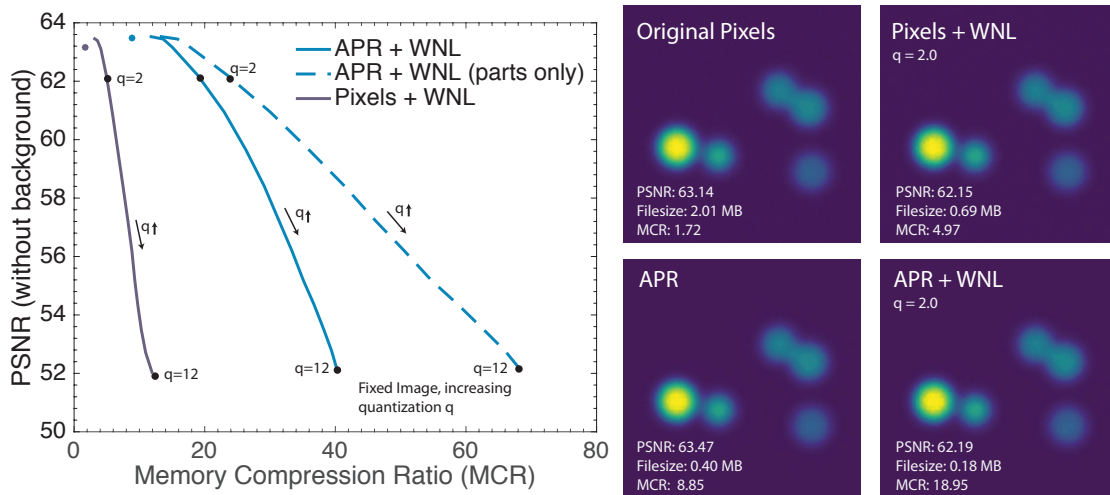 PSNR (without background)
64
62
60
58
56
54
52
50
0
20
40
60
80
Memory Compression Ratio (MCR)
APR + WNL
APR + WNL (parts only)
Pixels + WNL
q=2
q=2
q↑
q↑
q↑
q=12
q=12
q=12
Fixed Image, increasing
quantization q
Original Pixels
PSNR: 63.14
Filesize: 2.01 MB
MCR: 1.72
Pixels + WNL
q = 2.0
PSNR: 62.15
Filesize: 0.69 MB
MCR: 4.97
APR
PSNR: 63.47
Filesize: 0.40 MB
MCR: 8.85
APR + WNL
q = 2.0
PSNR: 62.19
Filesize: 0.18 MB
MCR: 18.95